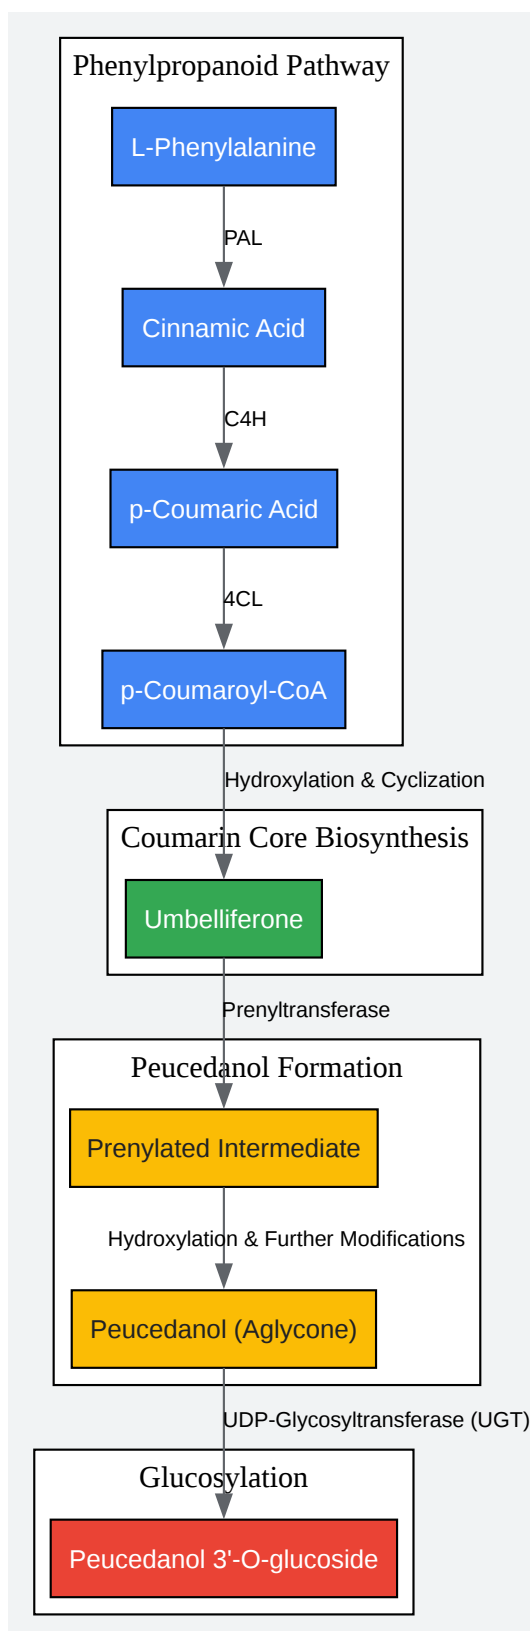 Phenylpropanoid Pathway
L-Phenylalanine
PAL
Cinnamic Acid
C4H
p-Coumaric Acid
4CL
p-Coumaroyl-CoA
Hydroxylation & Cyclization
Coumarin Core Biosynthesis
Umbelliferone
Prenyltransferase
Peucedanol Formation
Prenylated Intermediate
Hydroxylation & Further Modifications
Peucedanol (Aglycone)
UDP-Glycosyltransferase (UGT)
Glucosylation
Peucedanol 3'-O-glucoside